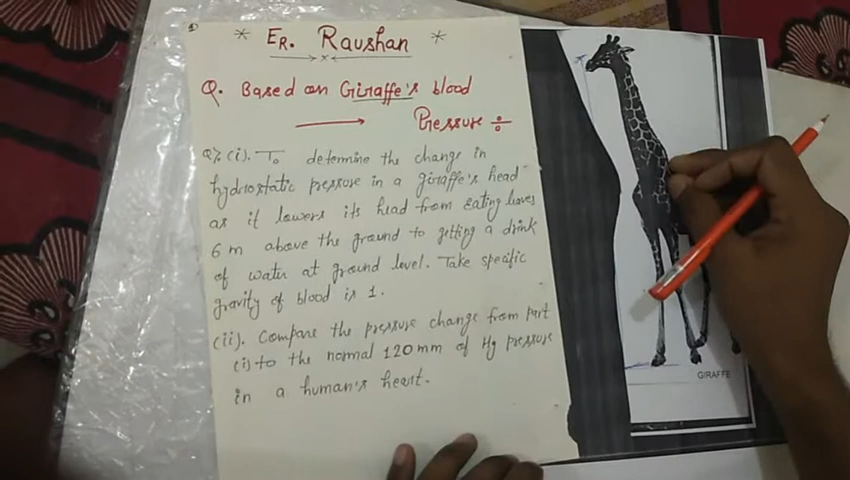 * ER. Raushan *
Q. Based on Giraffe's blood
Pressure ÷
(i). To determine the change in
hydrostatic pressure in a giraffe's head
as it lowers its head from eating leaves
6 m above the ground to getting a drink
of water at ground level. Take specific
gravity of blood is 1.
(ii). Compare the pressure change from part
(i) to the normal 120 mm of Hg pressure
in a human's heart.
GIRAFFE